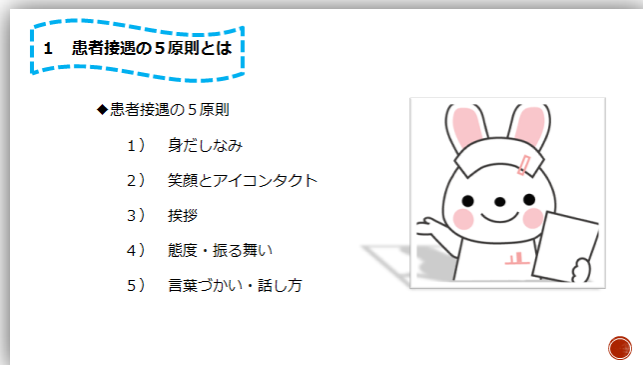 1 患者接遇の５原則とは
◆患者接遇の５原則
１） 身だしなみ
２） 笑顔とアイコンタクト
３） 挨拶
４） 態度・振る舞い
５） 言葉づかい・話し方